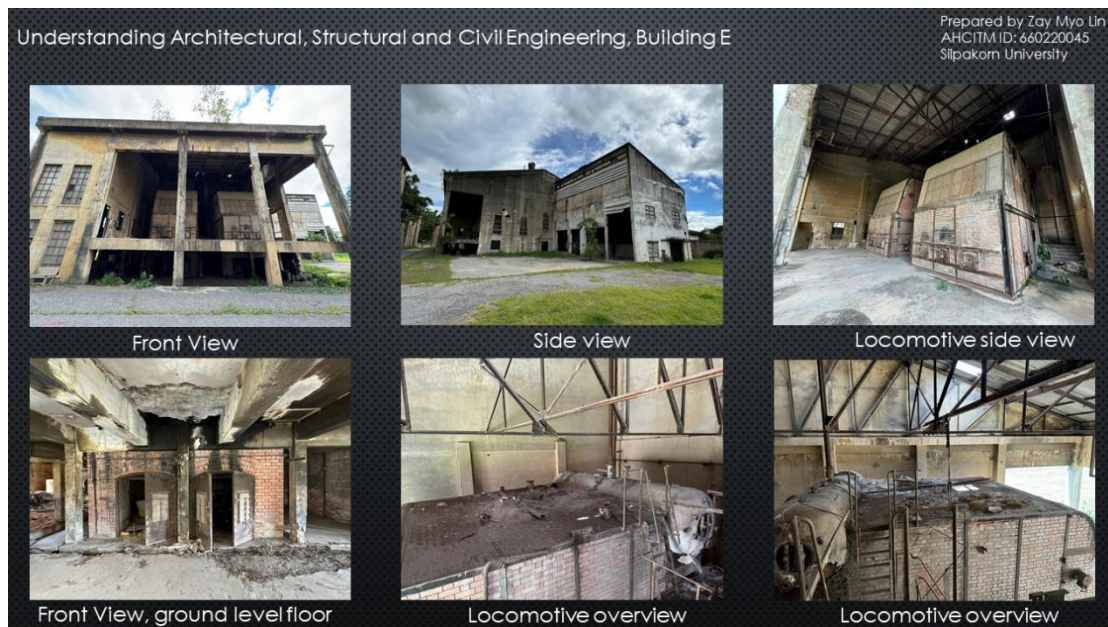 Understanding Architectural, Structural and Civil Engineering, Building E
Prepared by Zay Myo Lin
AHCITM ID: 660220045
Silpakorn University
Front View
Side view
Locomotive side view
Front View, ground level floor
Locomotive overview
Locomotive overview